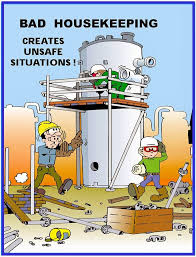 BAD HOUSEKEEPING
CREATES
UNSAFE
SITUATIONS !